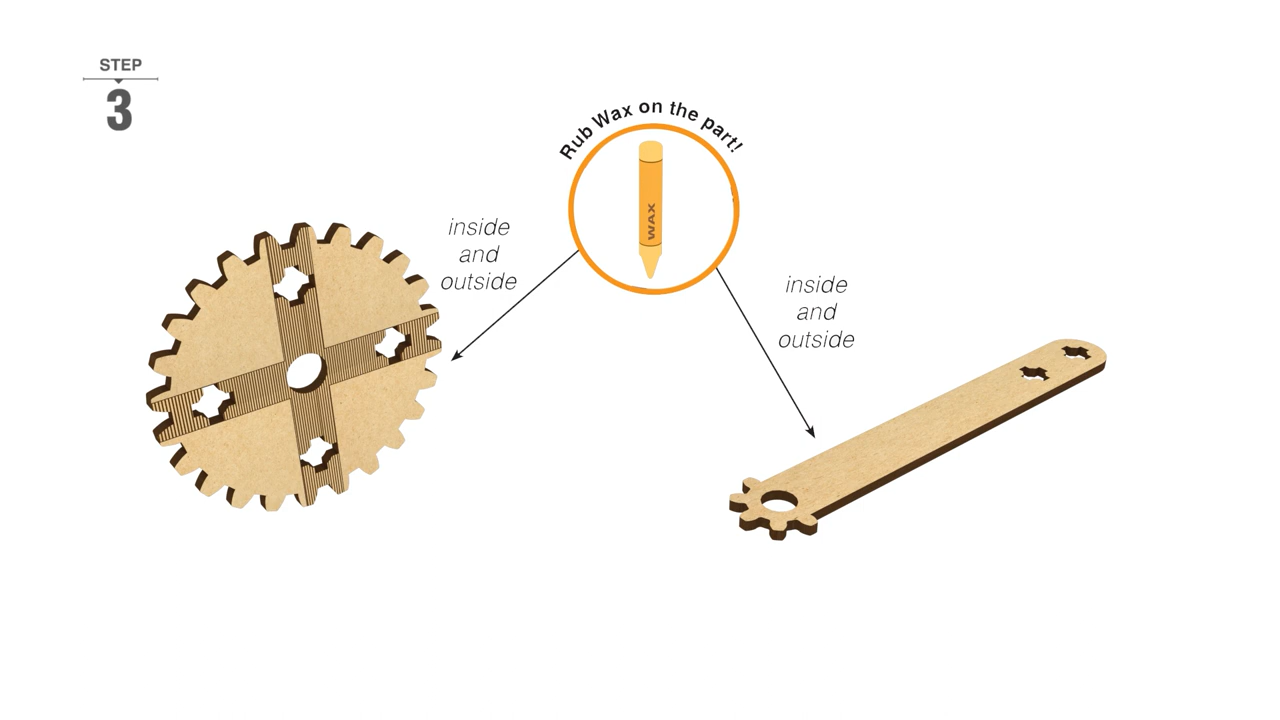 STEP
3
Rub Wax on the part!
WAX
inside
and
outside
inside
and
outside